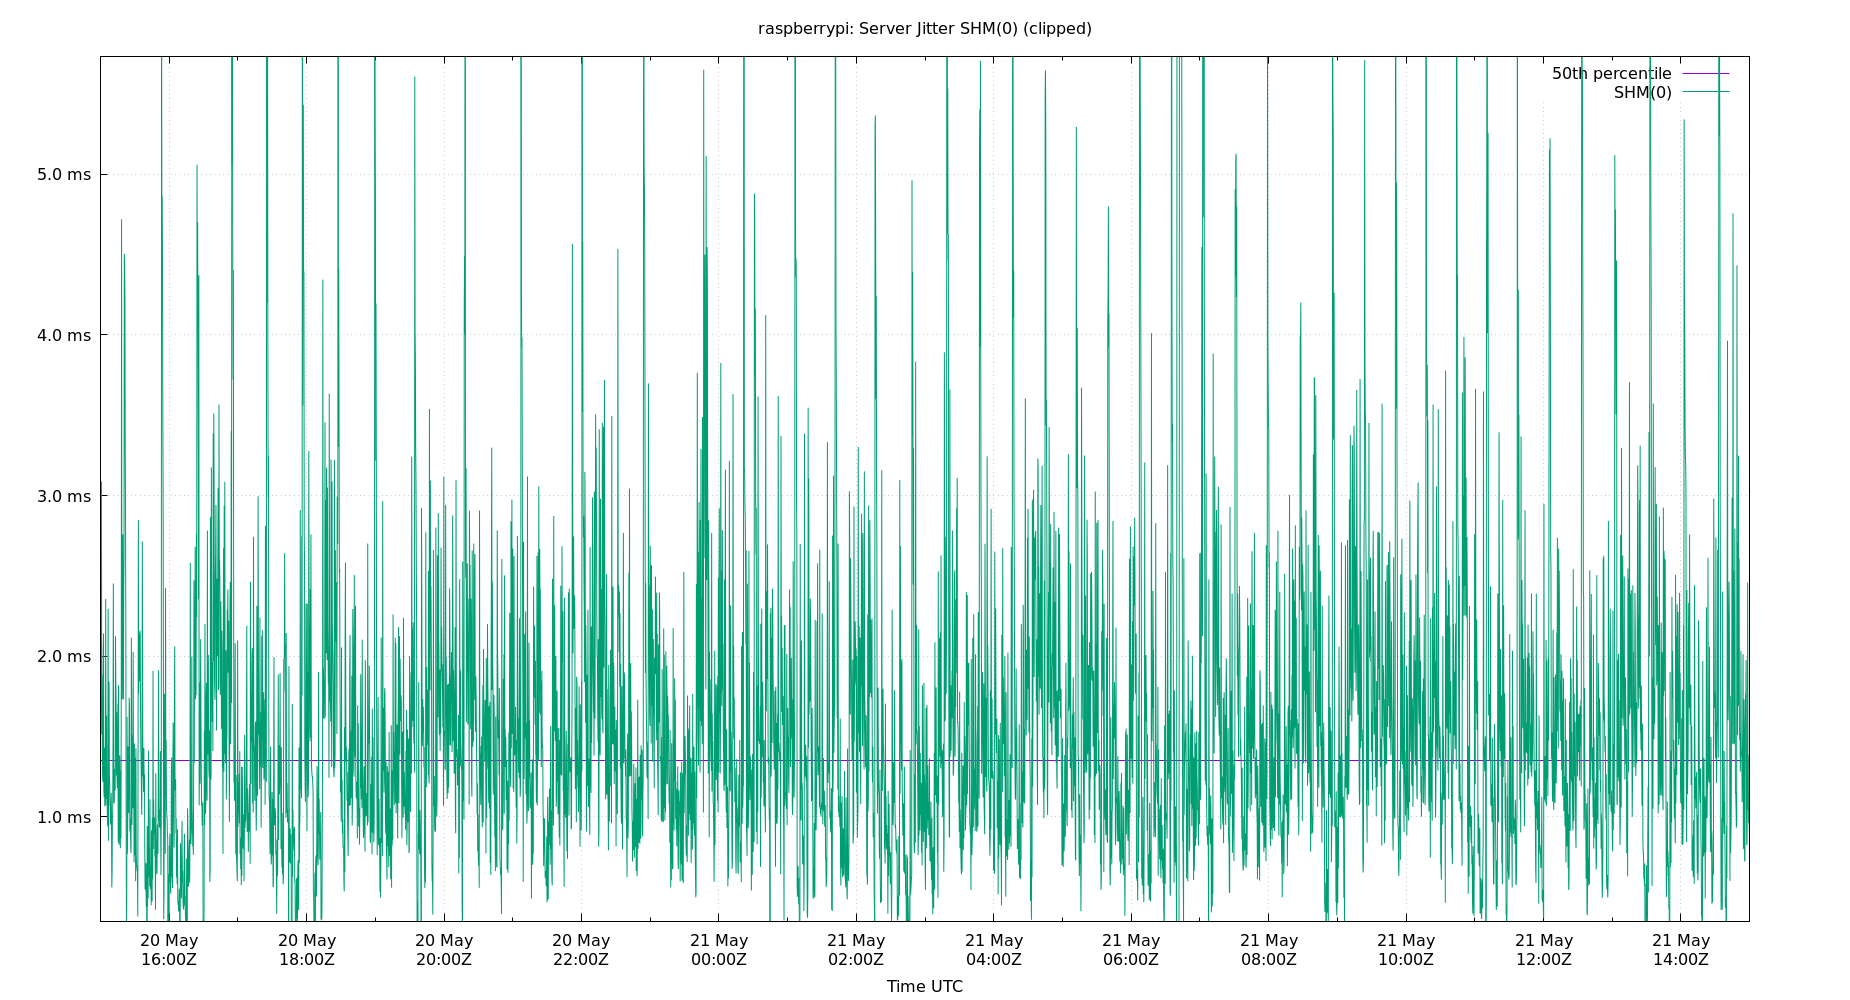 raspberrypi: Server Jitter SHM(0) (clipped)
50th percentile
SHM(0)
5.0 ms
4.0 ms
3.0 ms
2.0 ms
1.0 ms
20 May 20 May 20 May 20 May 21 May 21 May 21 May 21 May 21 May 21 May 21 May 21 May
16:00Z 18:00Z 20:00Z 22:00Z 00:00Z 02:00Z 04:00Z 06:00Z 08:00Z 10:00Z 12:00Z 14:00Z
Time UTC